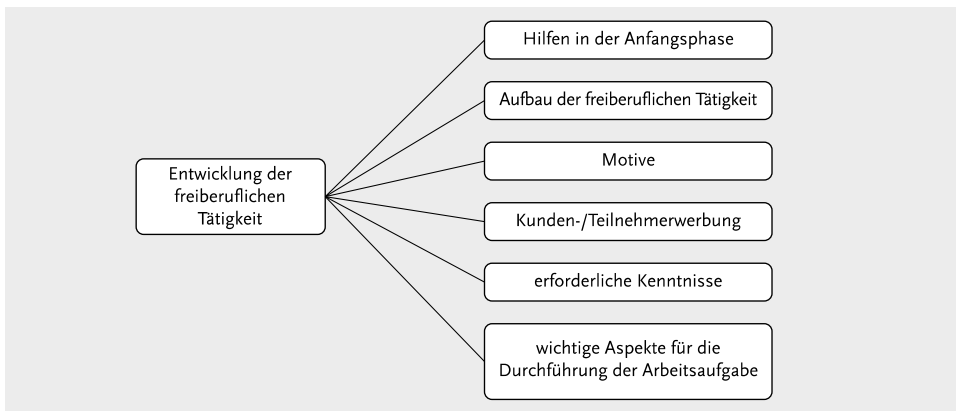 Entwicklung der
freiberuflichen
Tätigkeit
Hilfen in der Anfangsphase
Aufbau der freiberuflichen Tätigkeit
Motive
Kunden-/Teilnehmerwerbung
erforderliche Kenntnisse
wichtige Aspekte für die
Durchführung der Arbeitsaufgabe